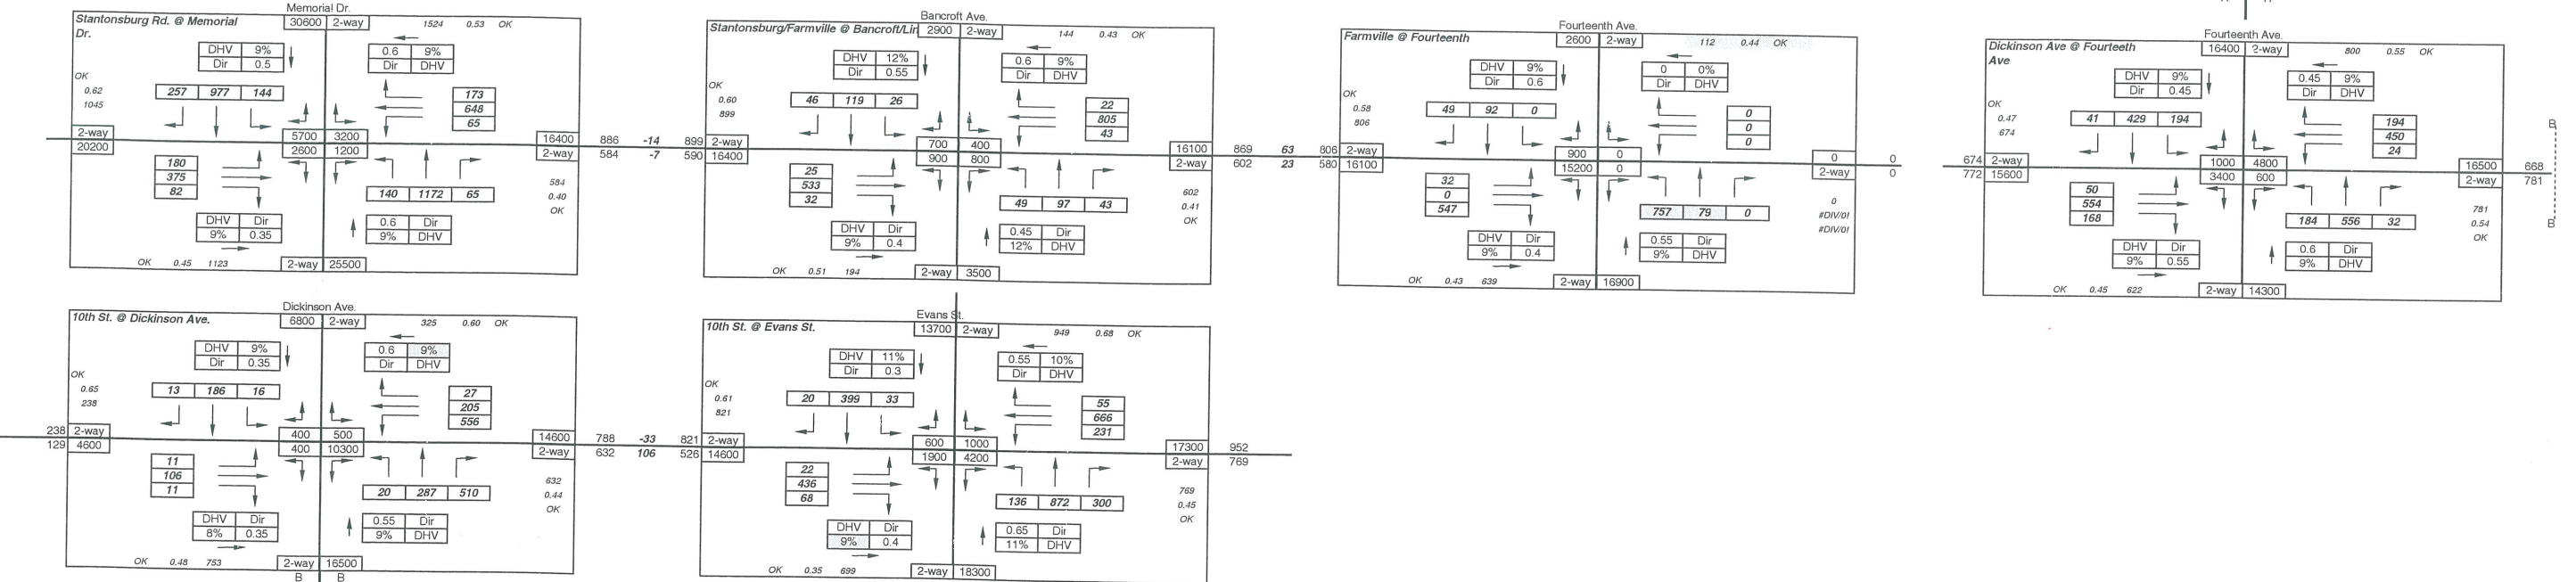 Memorial Dr.
Stantonsburg Rd. @ Memorial Dr.
30600 2-way
1524 0.53 OK
DHV 9%
Dir 0.5
0.6 9%
Dir DHV
OK
0.62
1045
257 977 144
173
648
65
2-way
20200
5700 3200
2600 1200
16400
2-way
180
375
82
140 1172 65
584
0.40
OK
DHV Dir
9% 0.35
0.6 Dir
9% DHV
OK 0.45 1123
2-way 25500
886 -14 899
584 -7 590
Bancroft Ave.
Stantonsburg/Farmville @ Bancroft/Lin
2900 2-way
144 0.43 OK
DHV 12%
Dir 0.55
0.6 9%
Dir DHV
OK
0.60
899
46 119 26
22
805
43
2-way
16400
700 400
900 800
16100
2-way
25
533
32
49 97 43
602
0.41
OK
DHV Dir
9% 0.4
0.45 Dir
12% DHV
OK 0.51 194
2-way 3500
869 63 806
602 23 580
Fourteenth Ave.
Farmville @ Fourteenth
2600 2-way
112 0.44 OK
DHV 9%
Dir 0.6
0 0%
Dir DHV
OK
0.58
806
49 92 0
0
0
0
2-way
16100
900 0
15200 0
0
2-way
32
0
547
757 79 0
0
#DIV/0!
#DIV/0!
DHV Dir
9% 0.4
0.55 Dir
9% DHV
OK 0.43 639
2-way 16900
0
0
Fourteenth Ave.
Dickinson Ave @ Fourteeth Ave
16400 2-way
800 0.55 OK
DHV 9%
Dir 0.45
0.45 9%
Dir DHV
OK
0.47
674
41 429 194
194
450
24
674 2-way
772 15600
1000 4800
3400 600
16500 668
2-way 781
50
554
168
184 556 32
781
0.54
OK
DHV Dir
9% 0.55
0.6 Dir
9% DHV
OK 0.45 622
2-way 14300
B
B
Dickinson Ave.
10th St. @ Dickinson Ave.
6800 2-way
325 0.60 OK
DHV 9%
Dir 0.35
0.6 9%
Dir DHV
OK
0.65
238
13 186 16
27
205
556
238 2-way
129 4600
400 500
400 10300
14600
2-way
11
106
11
20 287 510
632
0.44
OK
DHV Dir
8% 0.35
0.55 Dir
9% DHV
OK 0.48 753
2-way 16500
B B
788 -33 821
632 106 526
Evans St.
10th St. @ Evans St.
13700 2-way
949 0.68 OK
DHV 11%
Dir 0.3
0.55 10%
Dir DHV
OK
0.61
821
20 399 33
55
666
231
2-way
14600
600 1000
1900 4200
17300 952
2-way 769
22
436
68
136 872 300
769
0.45
OK
DHV Dir
9% 0.4
0.65 Dir
11% DHV
OK 0.35 699
2-way 18300